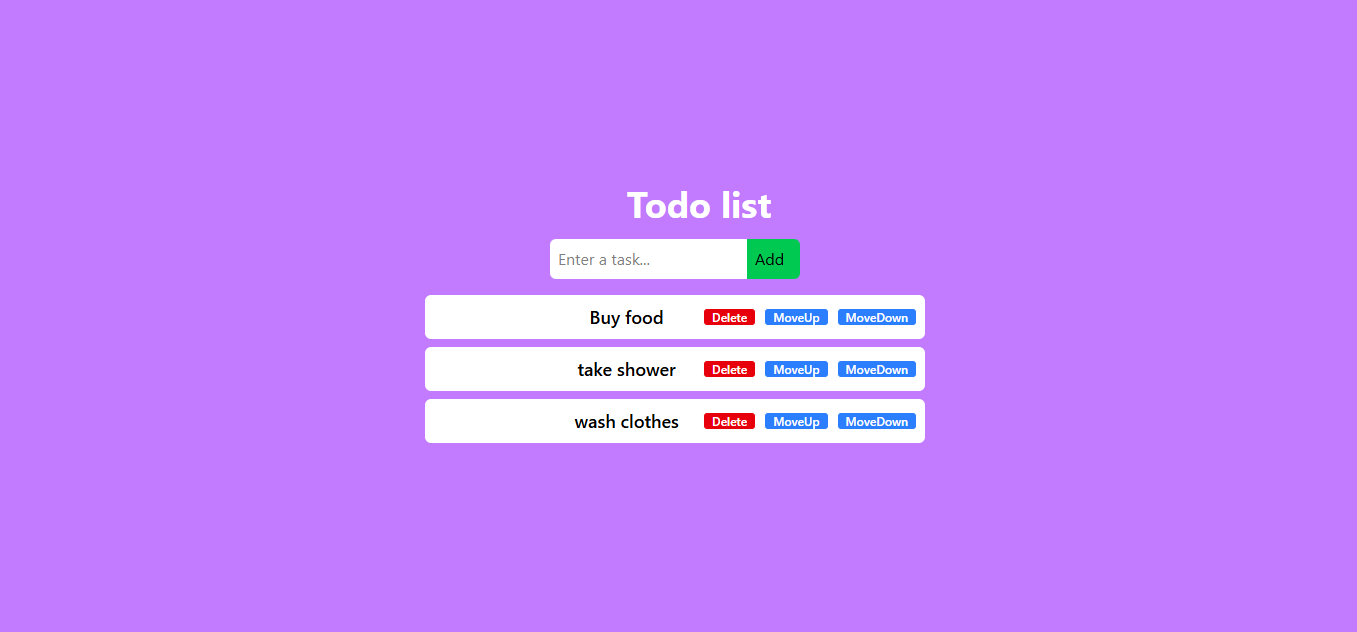 Todo list
Enter a task...
Add
Buy food Delete MoveUp MoveDown
take shower Delete MoveUp MoveDown
wash clothes Delete MoveUp MoveDown